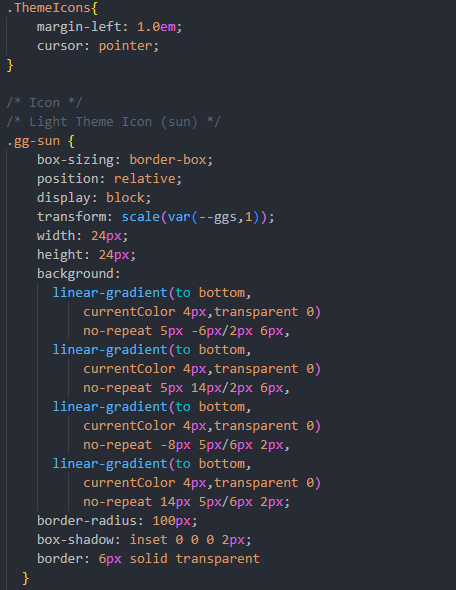 .ThemeIcons{
    margin-left: 1.0em;
    cursor: pointer;
}

/* Icon */
/* Light Theme Icon (sun) */
.gg-sun {
    box-sizing: border-box;
    position: relative;
    display: block;
    transform: scale(var(--ggs,1));
    width: 24px;
    height: 24px;
    background:
      linear-gradient(to bottom,
          currentColor 4px,transparent 0)
          no-repeat 5px -6px/2px 6px,
      linear-gradient(to bottom,
          currentColor 4px,transparent 0)
          no-repeat 5px 14px/2px 6px,
      linear-gradient(to bottom,
          currentColor 4px,transparent 0)
          no-repeat -8px 5px/6px 2px,
      linear-gradient(to bottom,
          currentColor 4px,transparent 0)
          no-repeat 14px 5px/6px 2px;
    border-radius: 100px;
    box-shadow: inset 0 0 0 2px;
    border: 6px solid transparent
  }